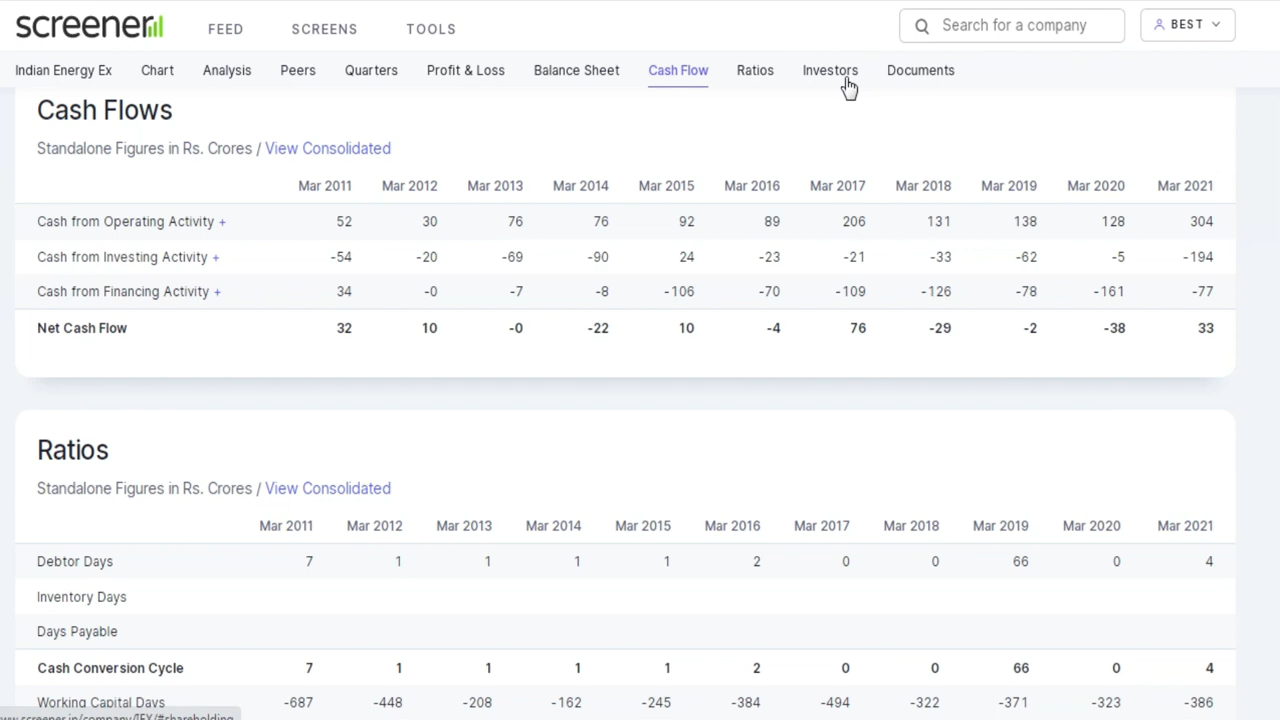 screener FEED SCREENS TOOLS Search for a company BEST
Indian Energy Ex Chart Analysis Peers Quarters Profit & Loss Balance Sheet Cash Flow Ratios Investors Documents
Cash Flows
Standalone Figures in Rs. Crores / View Consolidated
Mar 2011 Mar 2012 Mar 2013 Mar 2014 Mar 2015 Mar 2016 Mar 2017 Mar 2018 Mar 2019 Mar 2020 Mar 2021
Cash from Operating Activity + 52 30 76 76 92 89 206 131 138 128 304
Cash from Investing Activity + -54 -20 -69 -90 24 -23 -21 -33 -62 -5 -194
Cash from Financing Activity + 34 -0 -7 -8 -106 -70 -109 -126 -78 -161 -77
Net Cash Flow 32 10 -0 -22 10 -4 76 -29 -2 -38 33
Ratios
Standalone Figures in Rs. Crores / View Consolidated
Mar 2011 Mar 2012 Mar 2013 Mar 2014 Mar 2015 Mar 2016 Mar 2017 Mar 2018 Mar 2019 Mar 2020 Mar 2021
Debtor Days 7 1 1 1 1 2 0 0 66 0 4
Inventory Days
Days Payable
Cash Conversion Cycle 7 1 1 1 1 2 0 0 66 0 4
Working Capital Days -687 -448 -208 -162 -245 -384 -494 -322 -371 -323 -386